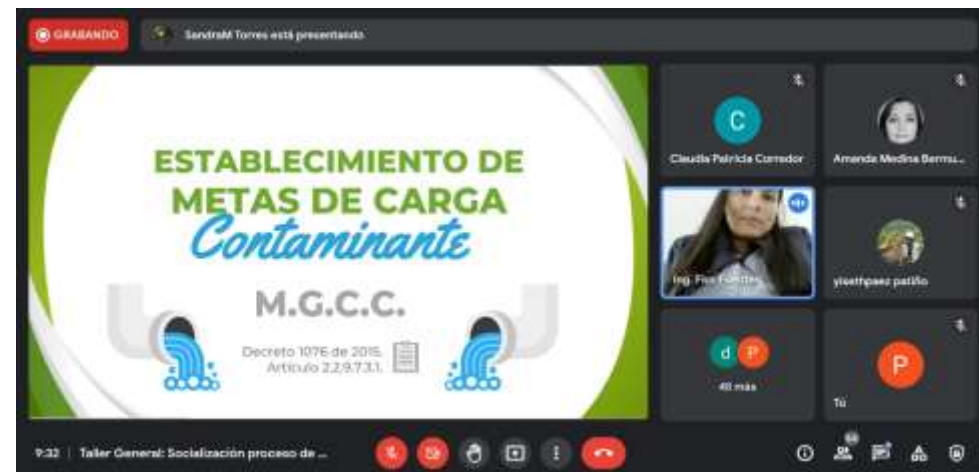 GRABANDO
SandraM Torres está presentando
ESTABLECIMIENTO DE
METAS DE CARGA
Contaminante
M.G.C.C.
Decreto 1076 de 2015.
Artículo 2.2.9.7.3.1.
C
Claudia Patricia Corredor
Amanda Medina Bermu...
Ing.
yisethpaez patiño
d P
48 más
P
Tú
9:32 | Taller General: Socialización proceso de ...